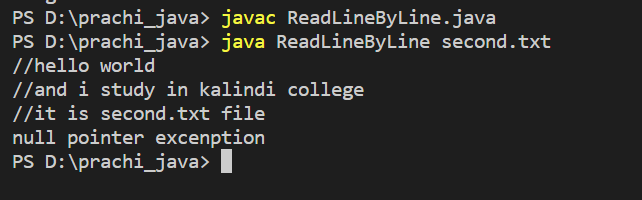 PS D:\prachi_java> javac ReadLineByLine.java
PS D:\prachi_java> java ReadLineByLine second.txt
//hello world
//and i study in kalindi college
//it is second.txt file
null pointer excenption
PS D:\prachi_java>